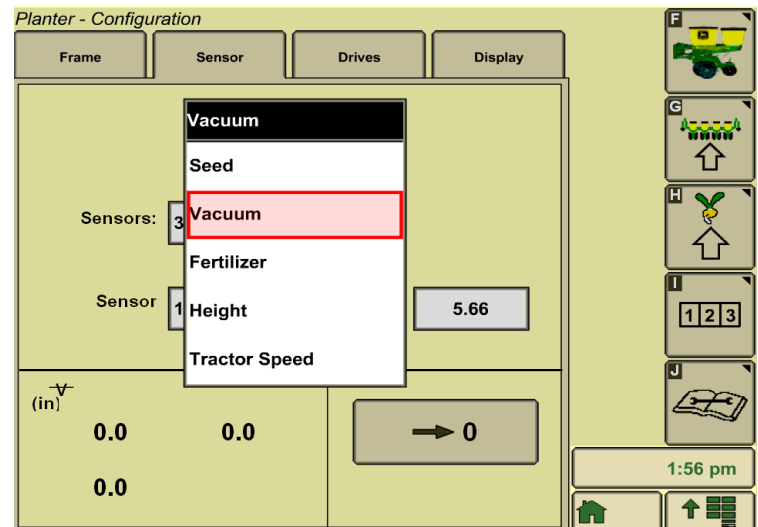 Planter - Configuration
Frame
Sensor
Drives
Display
Vacuum
Seed
Vacuum
Fertilizer
Height
Tractor Speed
Sensors: 3
Sensor 1
5.66
(in)
0.0 0.0
0.0
0
F
G
H
I
1 2 3
J
1:56 pm